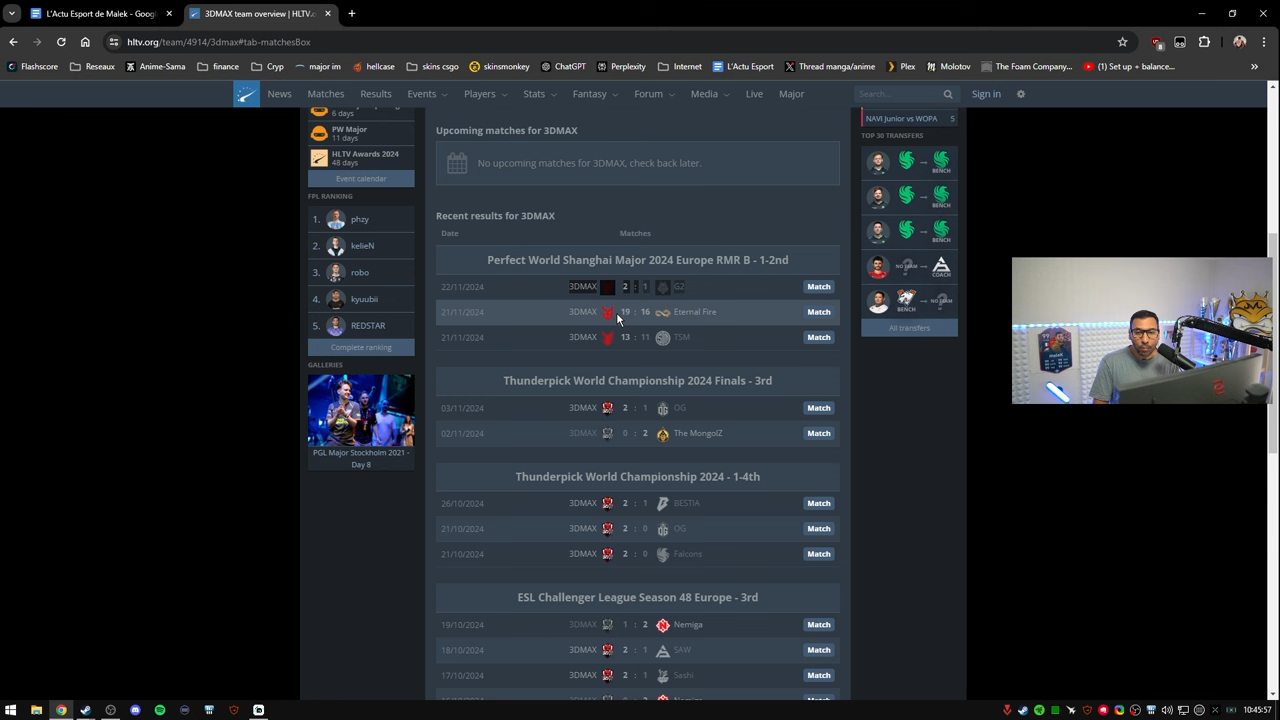 L'Actu Esport de Malek - Goog
3DMAX team overview | HLTV.o
hltv.org/team/4914/3dmax#tab-matchesBox
Flashscore
Reseaux
Anime-Sama
finance
Cryp
major im
hellcase
skins csgo
skinsmonkey
ChatGPT
Perplexity
Internet
L'Actu Esport
Thread manga/anime
Plex
Molotov
The Foam Company...
(1) Set up + balance...
News
Matches
Results
Events
Players
Stats
Fantasy
Forum
Media
Live
Major
Search...
Sign in
6 days
PW Major
11 days
HLTV Awards 2024
48 days
Event calendar
FPL RANKING
1. phzy
2. kelieN
3. robo
4. kyuubii
5. REDSTAR
Complete ranking
GALLERIES
PGL Major Stockholm 2021 -
Day 8
Upcoming matches for 3DMAX
No upcoming matches for 3DMAX, check back later.
Recent results for 3DMAX
Date Matches
Perfect World Shanghai Major 2024 Europe RMR B - 1-2nd
22/11/2024 3DMAX 2 : 1 G2 Match
21/11/2024 3DMAX 19 : 16 Eternal Fire Match
21/11/2024 3DMAX 13 : 11 TSM Match
Thunderpick World Championship 2024 Finals - 3rd
03/11/2024 3DMAX 2 : 1 OG Match
02/11/2024 3DMAX 0 : 2 The MongolZ Match
Thunderpick World Championship 2024 - 1-4th
26/10/2024 3DMAX 2 : 1 BESTIA Match
21/10/2024 3DMAX 2 : 0 OG Match
21/10/2024 3DMAX 2 : 0 Falcons Match
ESL Challenger League Season 48 Europe - 3rd
19/10/2024 3DMAX 1 : 2 Nemiga Match
18/10/2024 3DMAX 2 : 1 SAW Match
17/10/2024 3DMAX 2 : 1 Sashi Match
NAVI Junior vs WOPA 5
TOP 30 TRANSFERS
BENCH
BENCH
BENCH
NO TEAM
COACH
BENCH
NO TEAM
All transfers
10:45:57